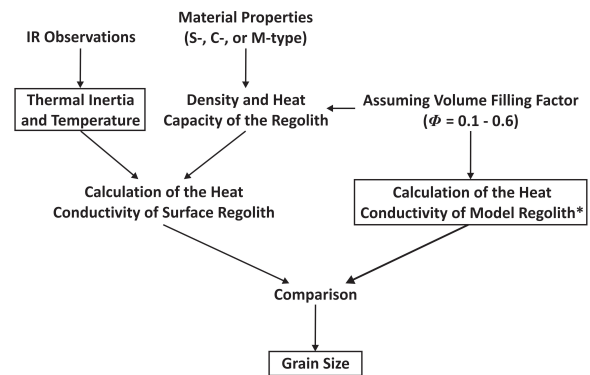 IR Observations
Material Properties
(S-, C-, or M-type)
Thermal Inertia
and Temperature
Density and Heat
Capacity of the Regolith
Assuming Volume Filling Factor
(Φ = 0.1 - 0.6)
Calculation of the Heat
Conductivity of Surface Regolith
Calculation of the Heat
Conductivity of Model Regolith*
Comparison
Grain Size